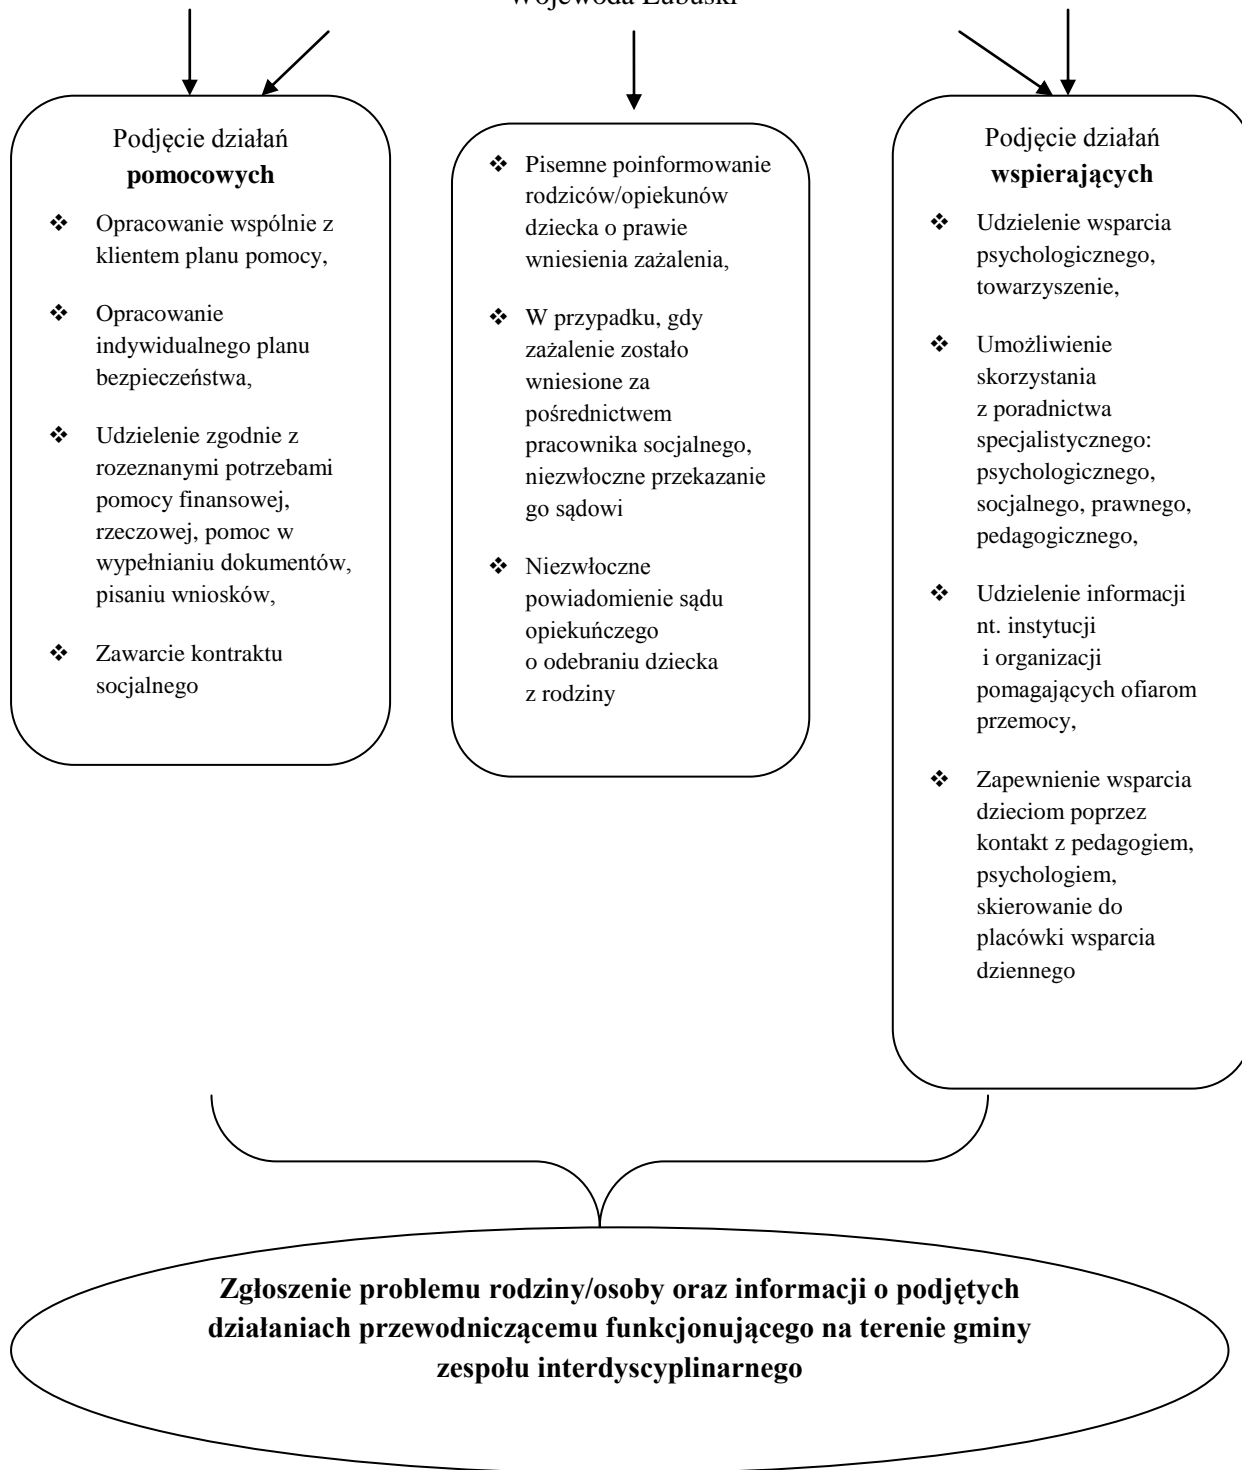 Wojewoda Lubuski
Podjęcie działań
pomocowych
❖ Opracowanie wspólnie z
klientem planu pomocy,
❖ Opracowanie
indywidualnego planu
bezpieczeństwa,
❖ Udzielenie zgodnie z
rozeznanymi potrzebami
pomocy finansowej,
rzeczowej, pomoc w
wypełnianiu dokumentów,
pisaniu wniosków,
❖ Zawarcie kontraktu
socjalnego
❖ Pisemne poinformowanie
rodziców/opiekunów
dziecka o prawie
wniesienia zażalenia,
❖ W przypadku, gdy
zażalenie zostało
wniesione za
pośrednictwem
pracownika socjalnego,
niezwłoczne przekazanie
go sądowi
❖ Niezwłoczne
powiadomienie sądu
opiekuńczego
o odebraniu dziecka
z rodziny
Podjęcie działań
wspierających
❖ Udzielenie wsparcia
psychologicznego,
towarzyszenie,
❖ Umożliwienie
skorzystania
z poradnictwa
specjalistycznego:
psychologicznego,
socjalnego, prawnego,
pedagogicznego,
❖ Udzielenie informacji
nt. instytucji
i organizacji
pomagających ofiarom
przemocy,
❖ Zapewnienie wsparcia
dzieciom poprzez
kontakt z pedagogiem,
psychologiem,
skierowanie do
placówki wsparcia
dziennego
Zgłoszenie problemu rodziny/osoby oraz informacji o podjętych
działaniach przewodniczącemu funkcjonującego na terenie gminy
zespołu interdyscyplinarnego